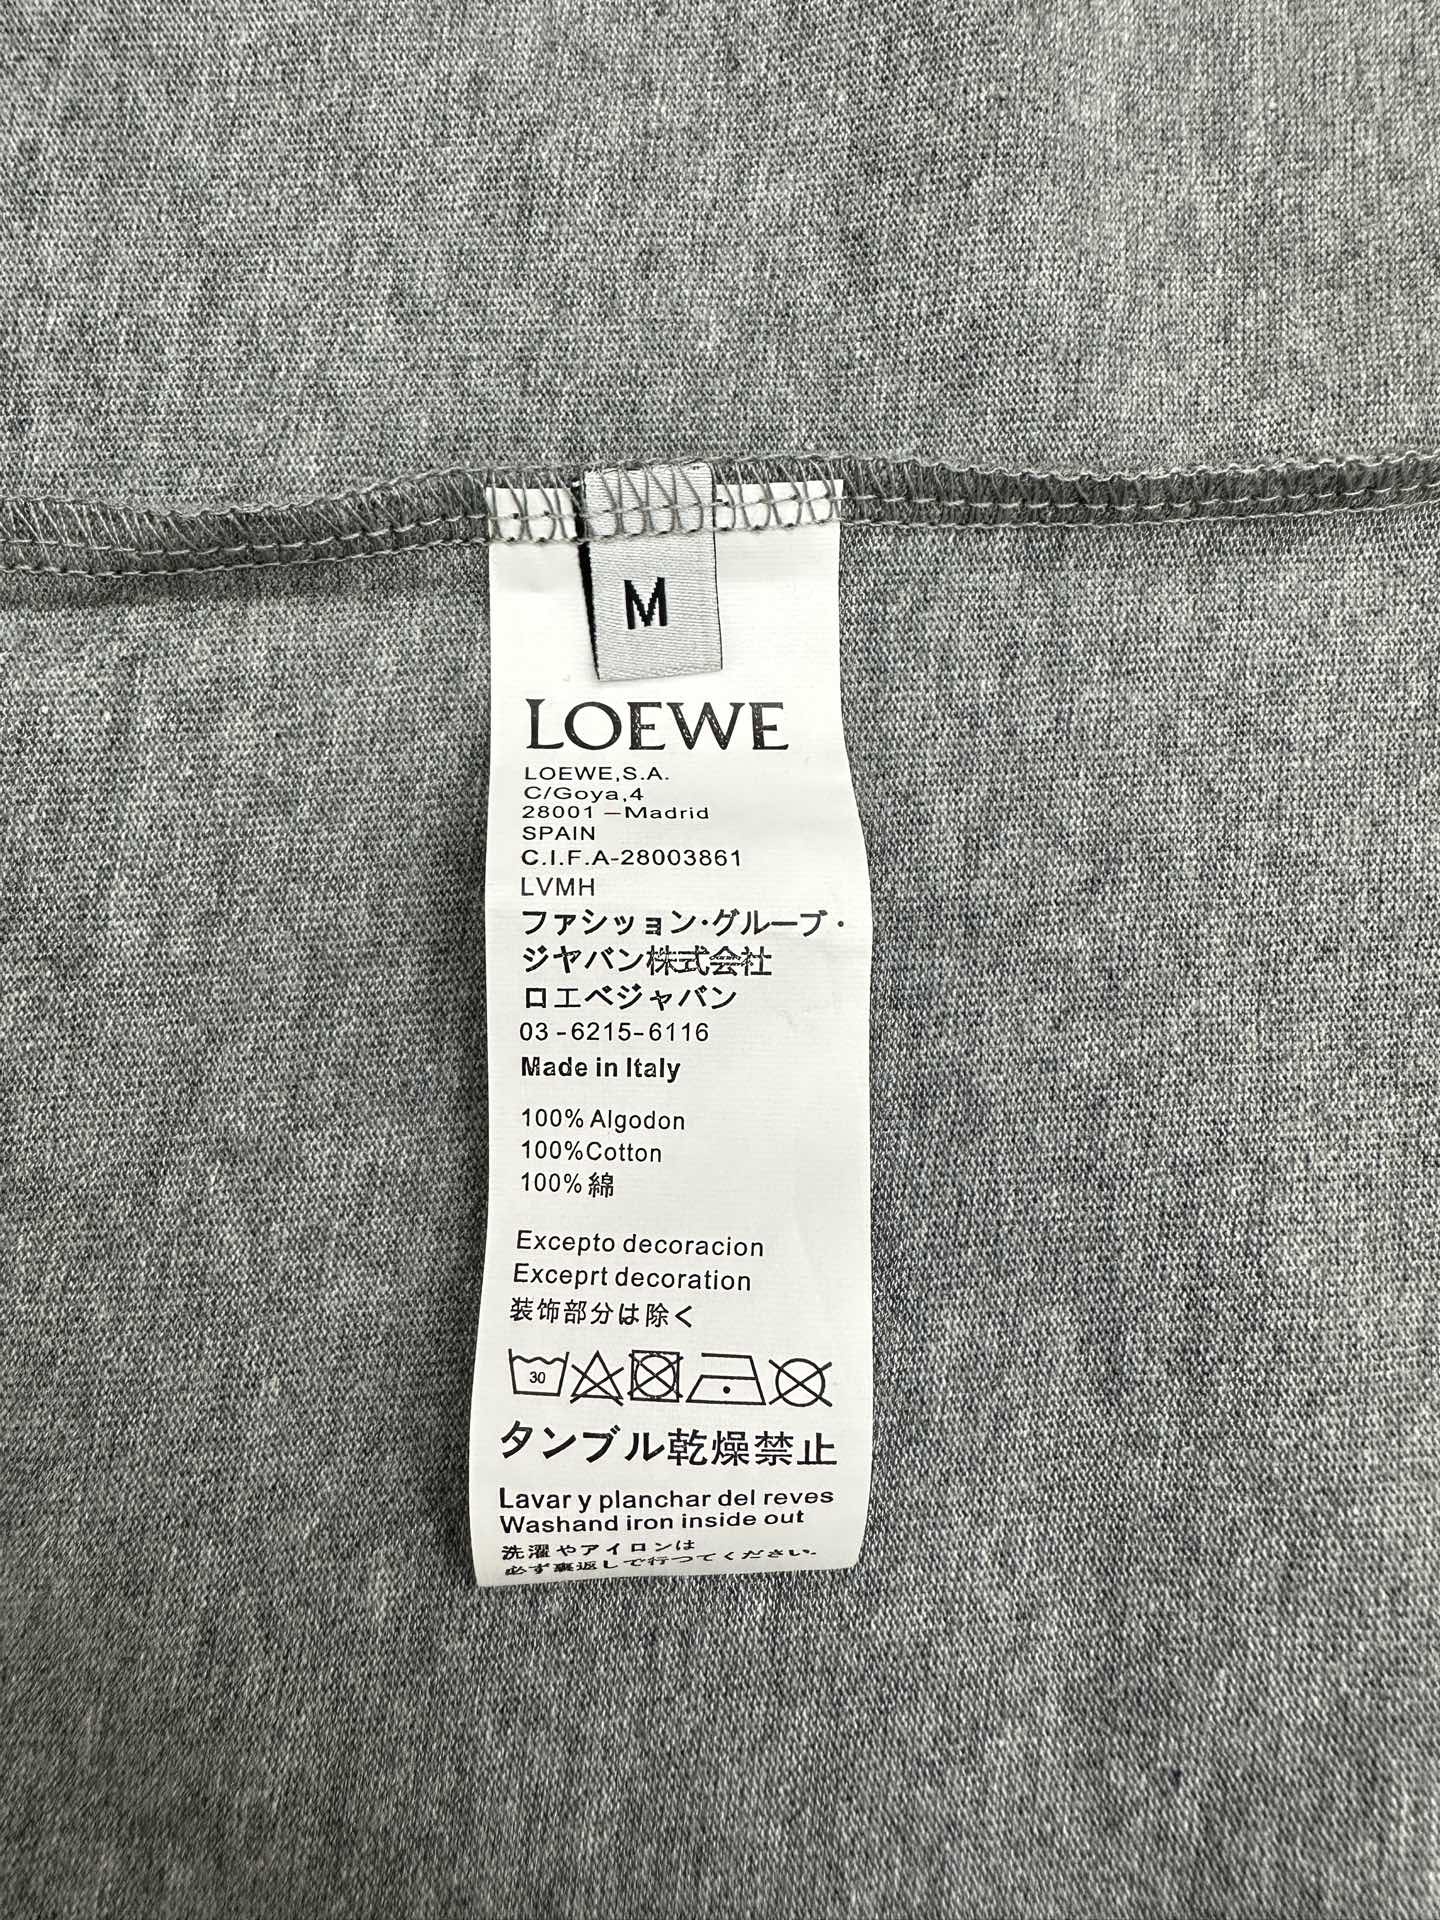 M
LOEWE
LOEWE,S.A.
C/Goya,4
28001 —Madrid
SPAIN
C.I.F.A-28003861
LVMH
ファション·グループ·
ジヤバン株式会社
ロエベジャバン
03 -6215-6116
Made in Italy
100% Algodon
100%Cotton
100% 綿
Excepto decoracion
Exceprt decoration
装饰部分は除く
30
タンブル乾燥禁止
Lavar y planchar del reves
Washand iron inside out
洗濯やアイロンは
必ず裏返しで行つてください.